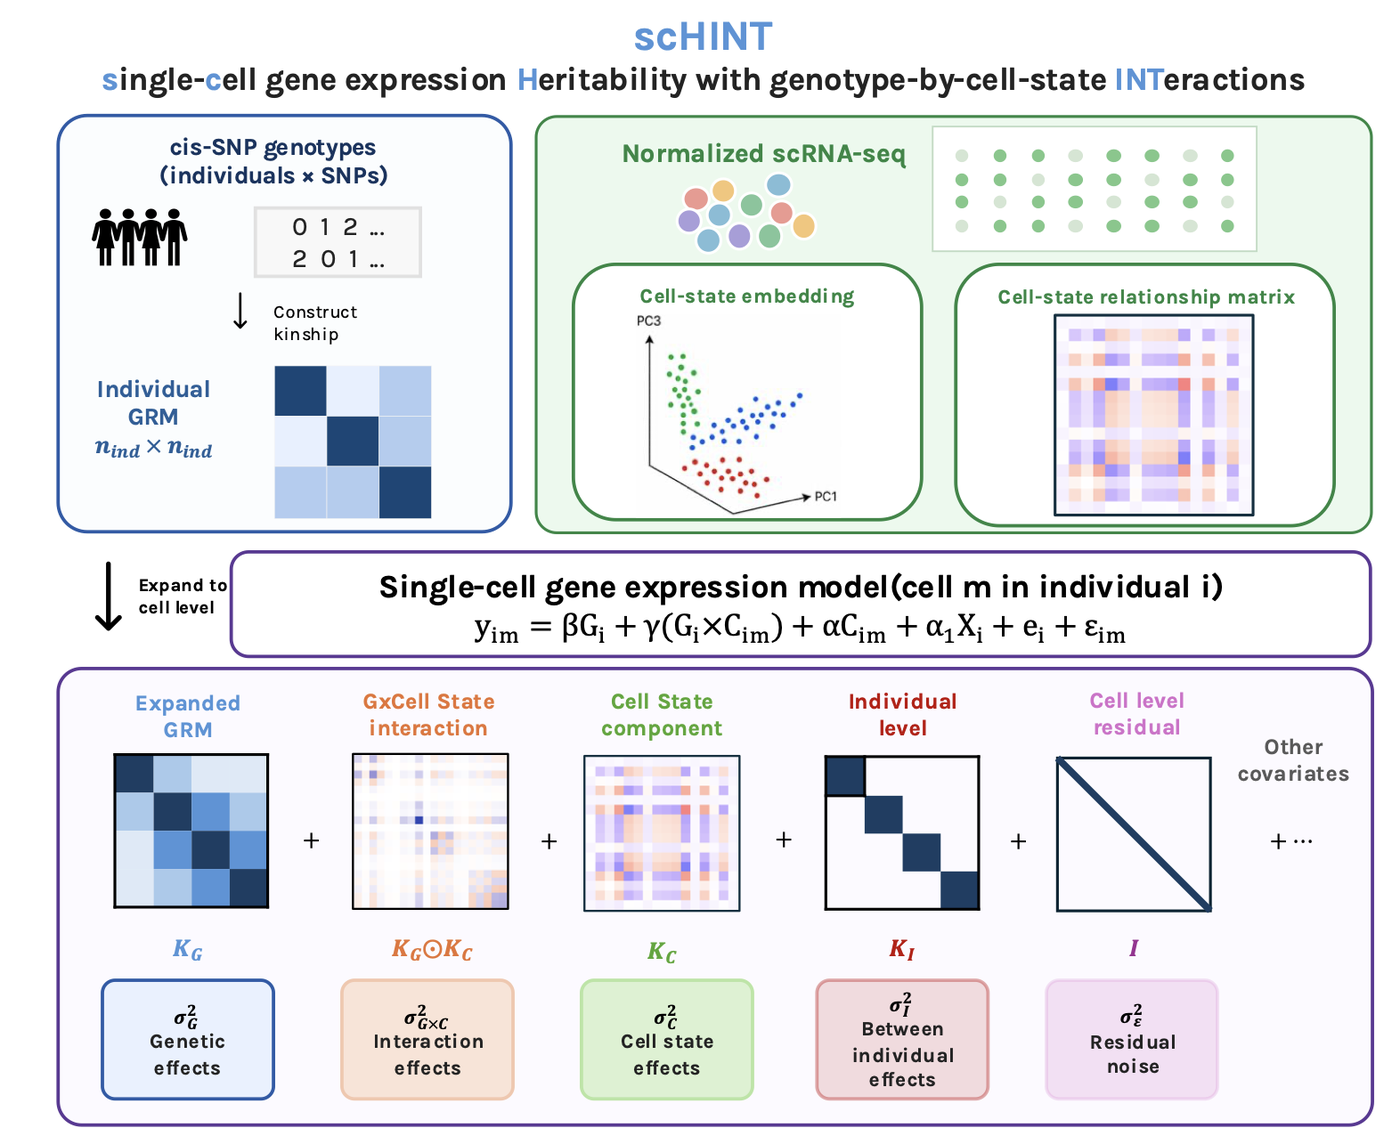 scHINT
single-cell gene expression Heritability with genotype-by-cell-state INTeractions
cis-SNP genotypes
(individuals × SNPs)
0 1 2 ...
2 0 1 ...
Construct
kinship
Individual
GRM
n_ind × n_ind
Normalized scRNA-seq
Cell-state embedding
PC3
PC1
Cell-state relationship matrix
Expand to
cell level
Single-cell gene expression model(cell m in individual i)
y_im = βG_i + γ(G_i×C_im) + αC_im + α_1X_i + e_i + ε_im
Expanded
GRM
GxCell State
interaction
Cell State
component
Individual
level
Cell level
residual
Other
covariates
+ + + + + ...
K_G
K_G⊙K_C
K_C
K_I
I
σ²_G
Genetic
effects
σ²_G×C
Interaction
effects
σ²_C
Cell state
effects
σ²_I
Between
individual
effects
σ²_ε
Residual
noise